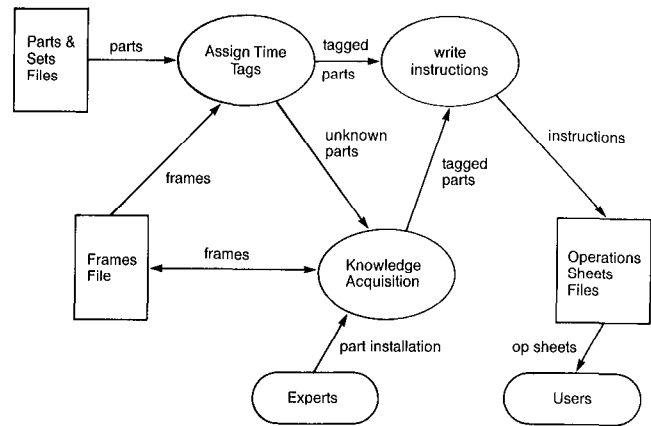 Parts &
Sets
Files
parts
Assign Time
Tags
tagged
parts
write
instructions
unknown
parts
tagged
parts
instructions
frames
Frames
File
frames
Knowledge
Acquisition
Operations
Sheets
Files
part installation
op sheets
Experts
Users